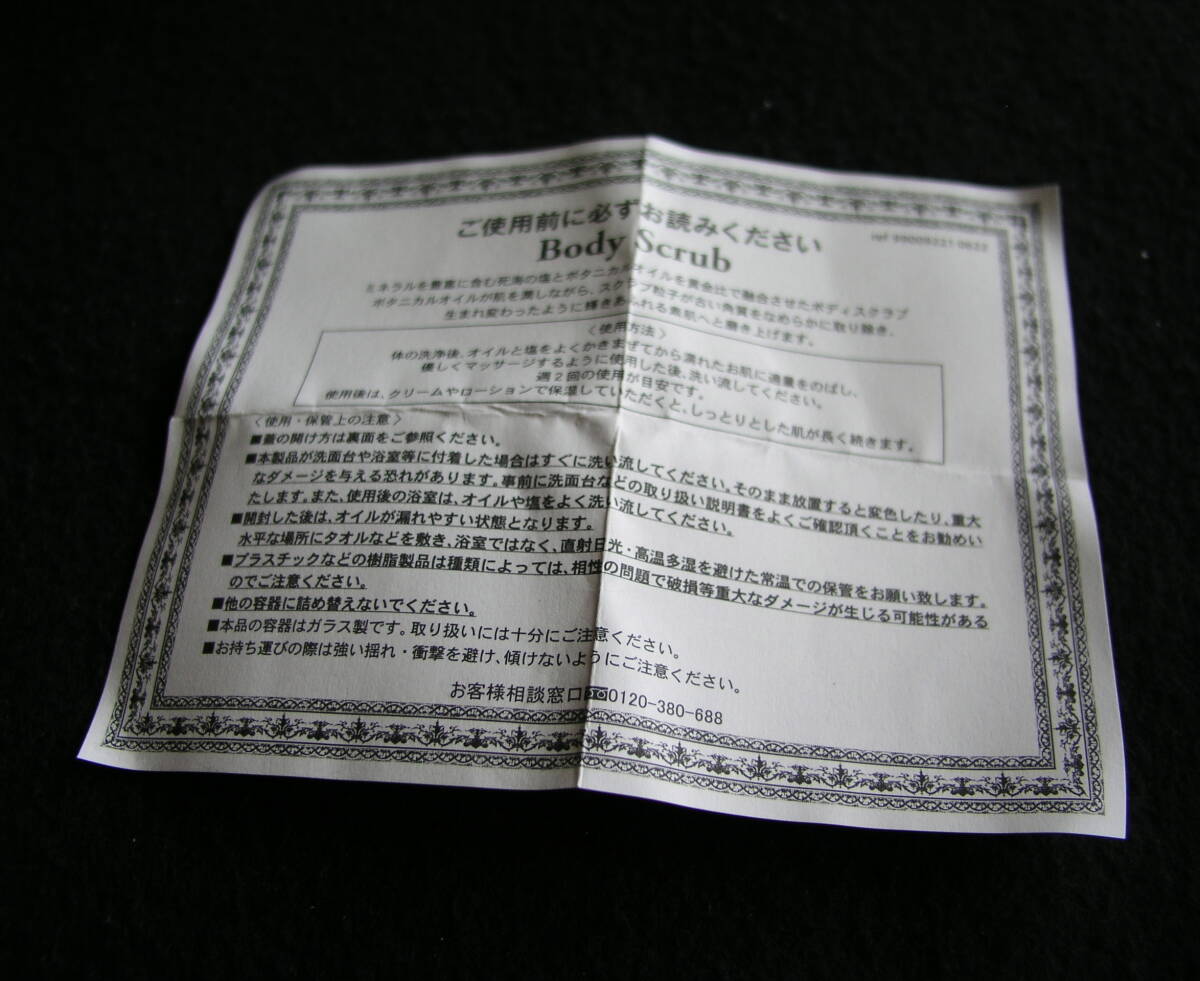 ご使用前に必ずお読みください
Body Scrub
ミネラルを豊富に含む死海の塩とボタニカルオイルを黄金比で融合させたボディスクラブ
ボタニカルオイルが肌を潤しながら、スクラブ粒子が古い角質をなめらかに取り除き、
生まれ変わったように輝きあふれる素肌へと磨き上げます。
〈使用方法〉
体の洗浄後、オイルと塩をよくかきまぜてから濡れたお肌に適量をのばし、
優しくマッサージするように使用した後、洗い流してください。
週2回の使用が目安です。
使用後は、クリームやローションで保湿していただくと、しっとりとした肌が長く続きます。
〈使用・保管上の注意〉
■蓋の開け方は裏面をご参照ください。
■本製品が洗面台や浴室等に付着した場合はすぐに洗い流してください。そのまま放置すると変色したり、重大
なダメージを与える恐れがあります。事前に洗面台などの取り扱い説明書をよくご確認頂くことをお勧めい
たします。また、使用後の浴室は、オイルや塩をよく洗い流してください。
■開封した後は、オイルが漏れやすい状態となります。
水平な場所にタオルなどを敷き、浴室ではなく、直射日光・高温多湿を避けた常温での保管をお願い致します。
■プラスチックなどの樹脂製品は種類によっては、相性の問題で破損等重大なダメージが生じる可能性がある
のでご注意ください。
■他の容器に詰め替えないでください。
■本品の容器はガラス製です。取り扱いには十分にご注意ください。
■お持ち運びの際は強い揺れ・衝撃を避け、傾けないようにご注意ください。
お客様相談窓口☎0120-380-688